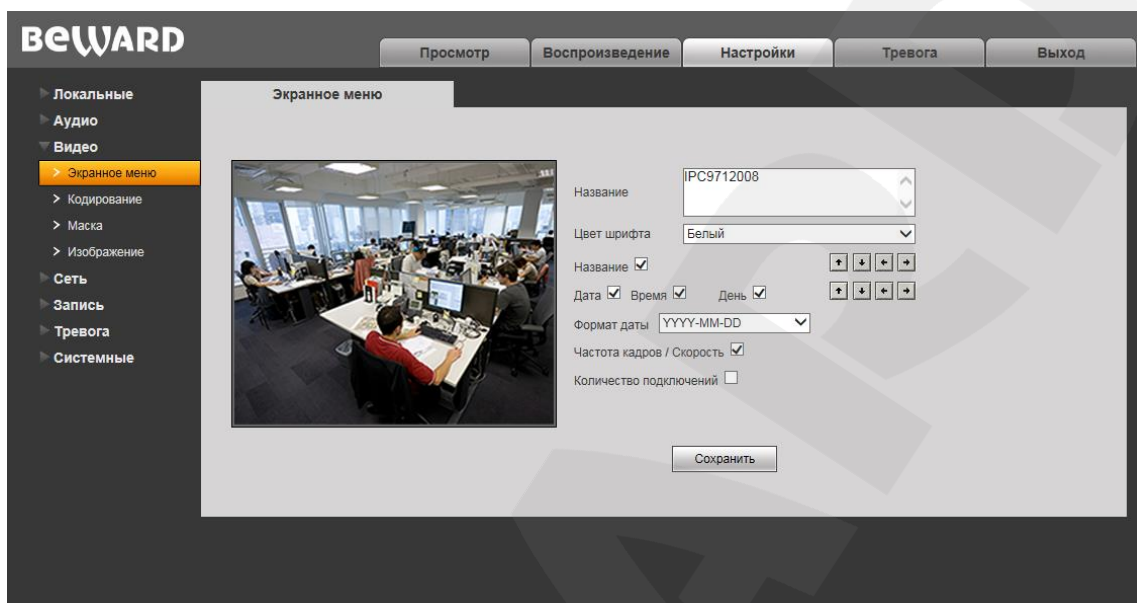 BEWARD
Просмотр Воспроизведение Настройки Тревога Выход
Локальные
Аудио
Видео
> Экранное меню
> Кодирование
> Маска
> Изображение
Сеть
Запись
Тревога
Системные
Экранное меню
Название IPC9712008
Цвет шрифта Белый
Название
Дата Время День
Формат даты YYYY-MM-DD
Частота кадров / Скорость
Количество подключений
Сохранить